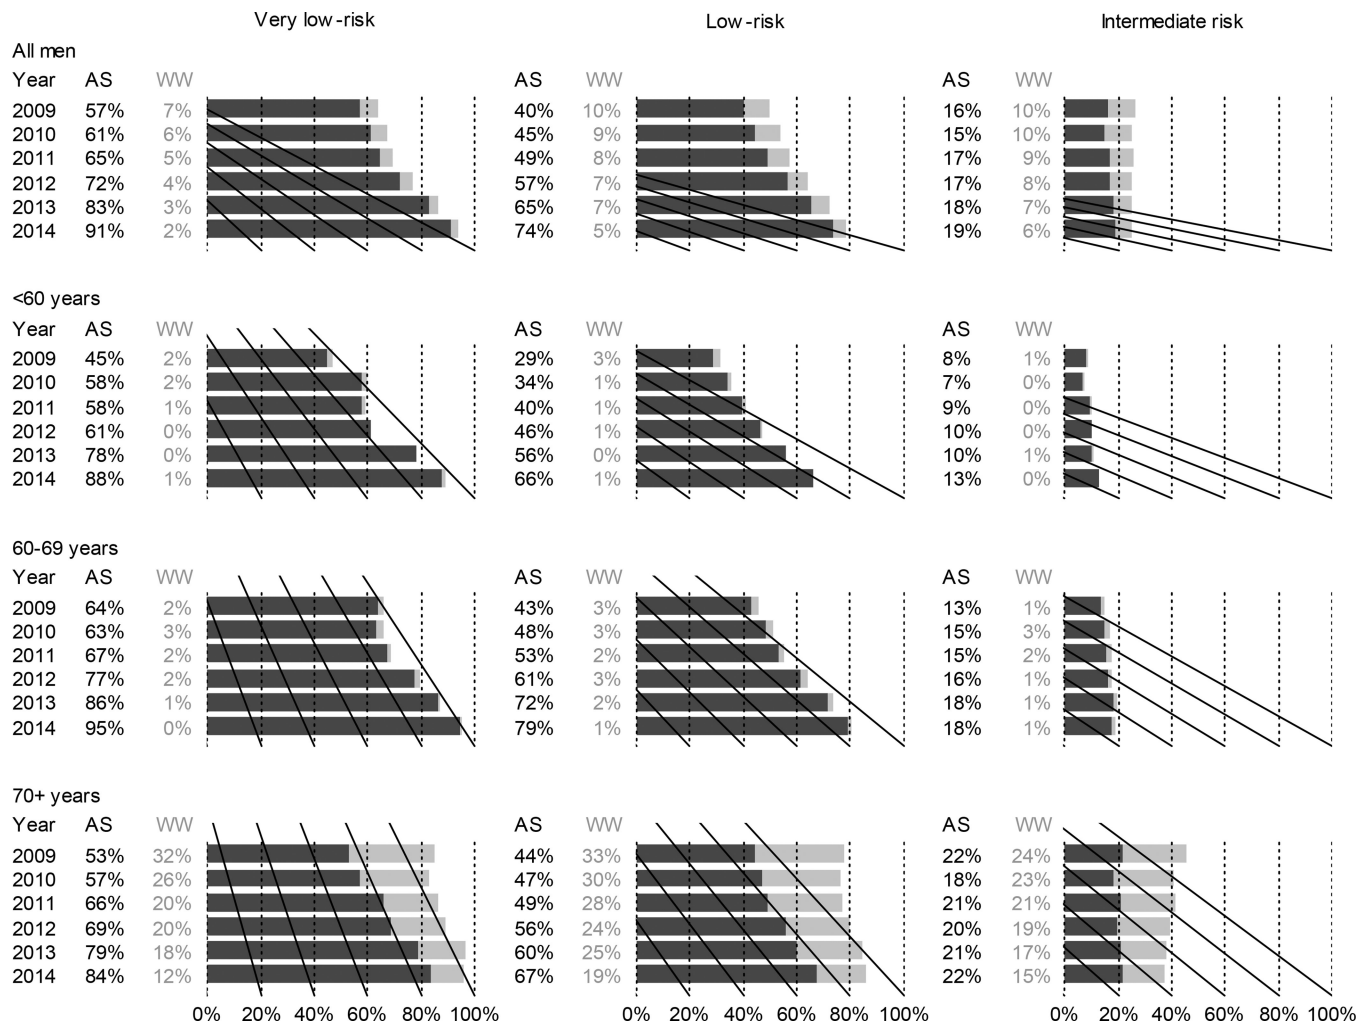 Very low-risk Low-risk Intermediate risk
All men
Year AS WW AS WW AS WW
2009 57% 7% 40% 10% 16% 10%
2010 61% 6% 45% 9% 15% 10%
2011 65% 5% 49% 8% 17% 9%
2012 72% 4% 57% 7% 17% 8%
2013 83% 3% 65% 7% 18% 7%
2014 91% 2% 74% 5% 19% 6%
<60 years
Year AS WW AS WW AS WW
2009 45% 2% 29% 3% 8% 1%
2010 58% 2% 34% 1% 7% 0%
2011 58% 1% 40% 1% 9% 0%
2012 61% 0% 46% 1% 10% 0%
2013 78% 0% 56% 0% 10% 1%
2014 88% 1% 66% 1% 13% 0%
60-69 years
Year AS WW AS WW AS WW
2009 64% 2% 43% 3% 13% 1%
2010 63% 3% 48% 3% 15% 3%
2011 67% 2% 53% 2% 15% 2%
2012 77% 2% 61% 3% 16% 1%
2013 86% 1% 72% 2% 18% 1%
2014 95% 0% 79% 1% 18% 1%
70+ years
Year AS WW AS WW AS WW
2009 53% 32% 44% 33% 22% 24%
2010 57% 26% 47% 30% 18% 23%
2011 66% 20% 49% 28% 21% 21%
2012 69% 20% 56% 24% 20% 19%
2013 79% 18% 60% 25% 21% 17%
2014 84% 12% 67% 19% 22% 15%
0% 20% 40% 60% 80% 100% 0% 20% 40% 60% 80% 100% 0% 20% 40% 60% 80% 100%